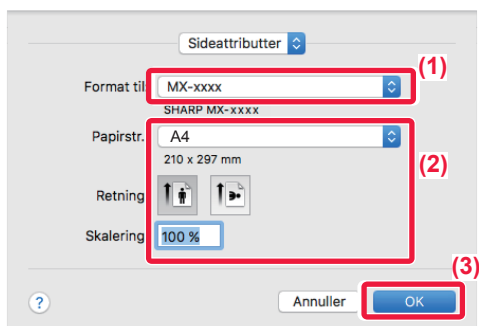 Sideattributter
(1)
Format til: MX-xxxx
SHARP MX-xxxx
Papirstr. A4
210 x 297 mm
(2)
Retning
Skalering 100 %
(3)
? Annuller OK